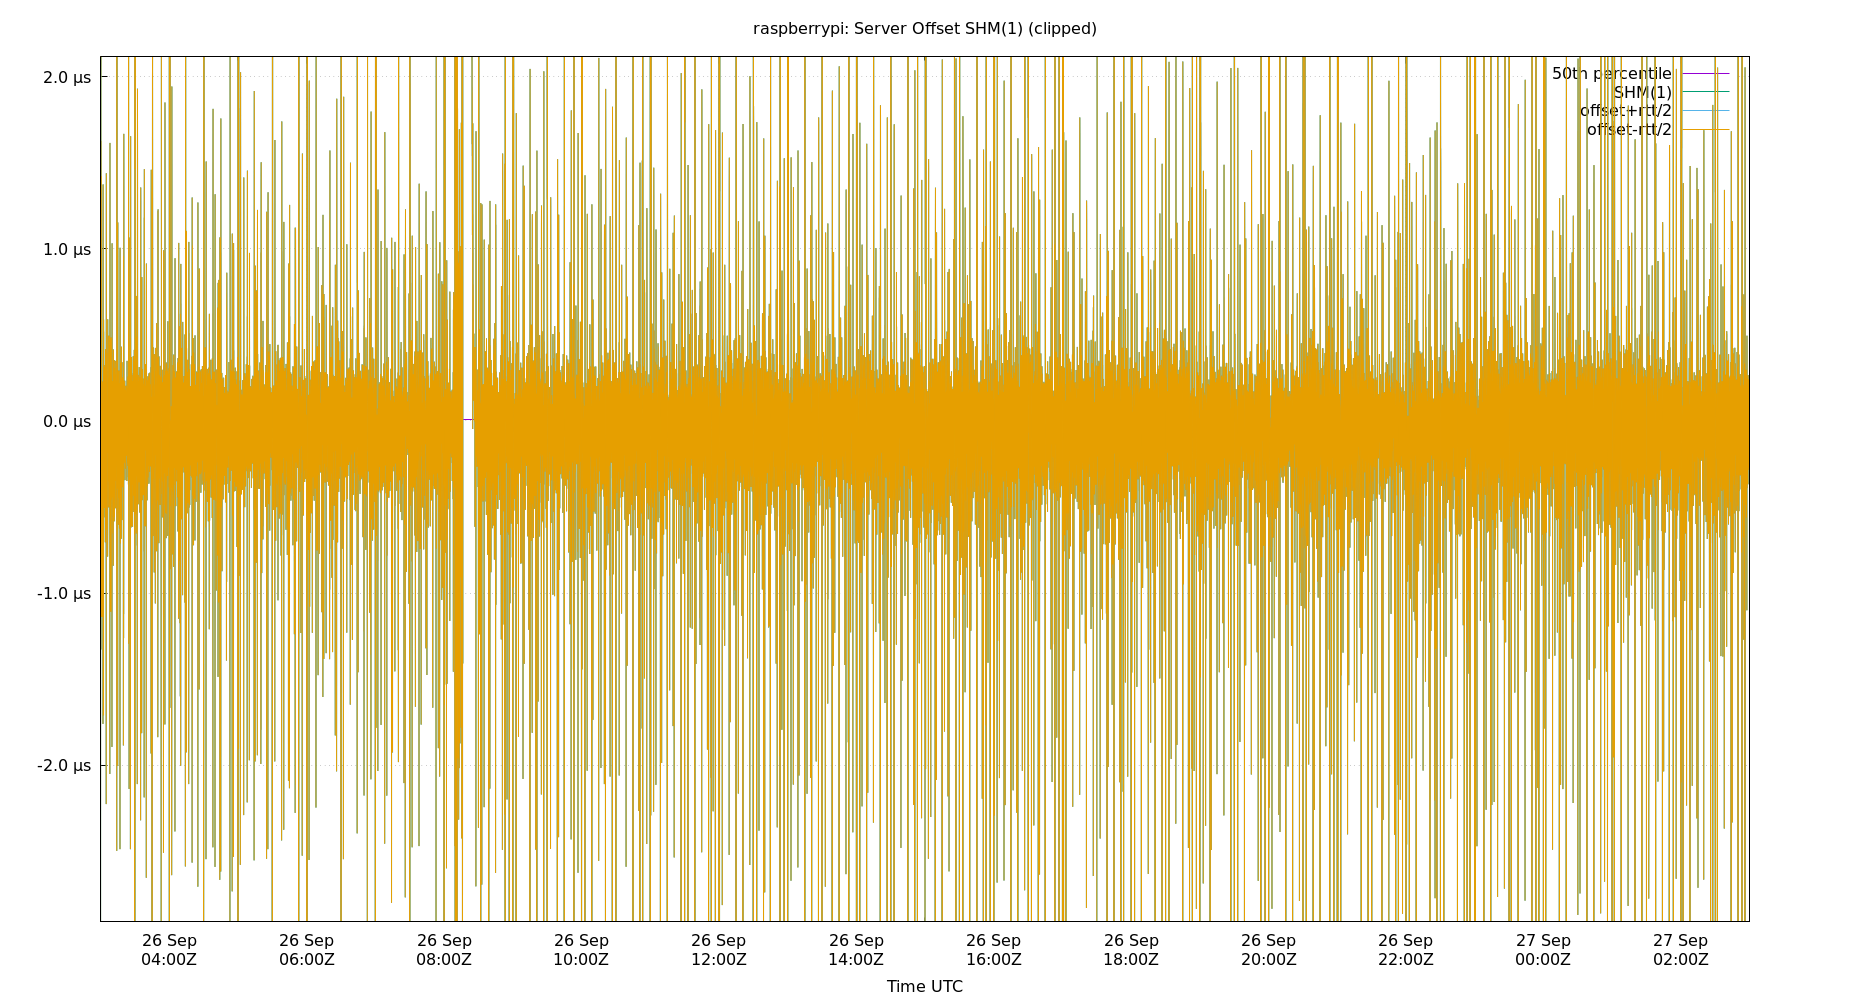 raspberrypi: Server Offset SHM(1) (clipped)
50th percentile
SHM(1)
offset+rtt/2
offset-rtt/2
2.0 µs
1.0 µs
0.0 µs
-1.0 µs
-2.0 µs
26 Sep 26 Sep 26 Sep 26 Sep 26 Sep 26 Sep 26 Sep 26 Sep 26 Sep 26 Sep 27 Sep 27 Sep
04:00Z 06:00Z 08:00Z 10:00Z 12:00Z 14:00Z 16:00Z 18:00Z 20:00Z 22:00Z 00:00Z 02:00Z
Time UTC